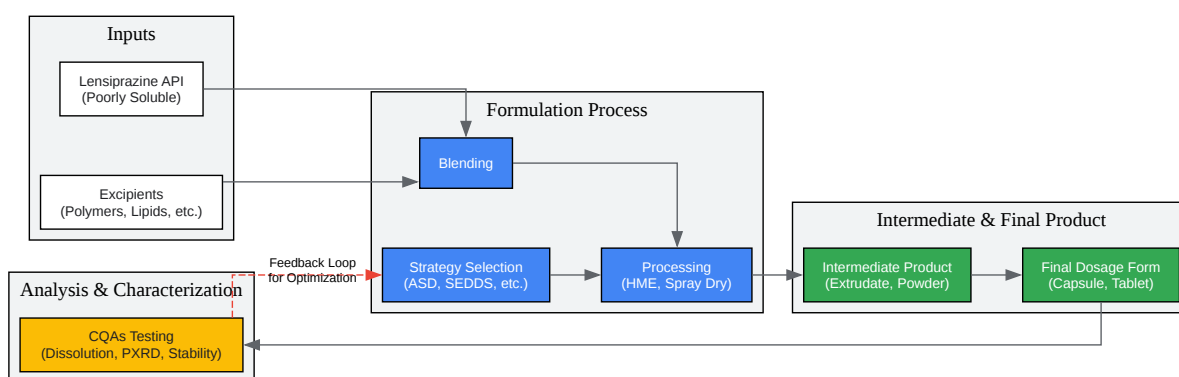 Inputs
Lensiprazine API
(Poorly Soluble)
Excipients
(Polymers, Lipids, etc.)
Formulation Process
Blending
Strategy Selection
(ASD, SEDDS, etc.)
Processing
(HME, Spray Dry)
Intermediate & Final Product
Intermediate Product
(Extrudate, Powder)
Final Dosage Form
(Capsule, Tablet)
Feedback Loop
for Optimization
Analysis & Characterization
CQAs Testing
(Dissolution, PXRD, Stability)